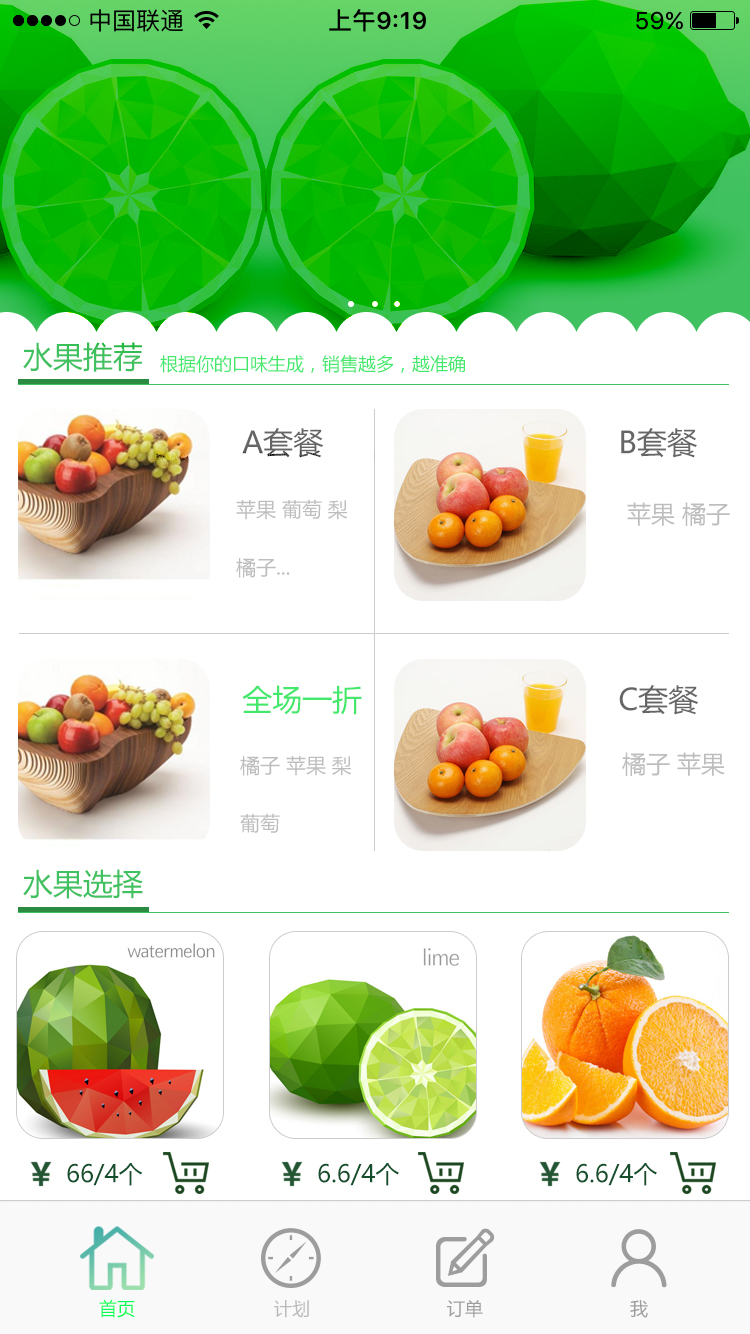 中国联通 上午9:19 59%
水果推荐 根据你的口味生成，销售越多，越准确
A套餐
苹果 葡萄 梨
橘子...
B套餐
苹果 橘子
全场一折
橘子 苹果 梨
葡萄
C套餐
橘子 苹果
水果选择
watermelon
lime
¥ 66/4个
¥ 6.6/4个
¥ 6.6/4个
首页 计划 订单 我